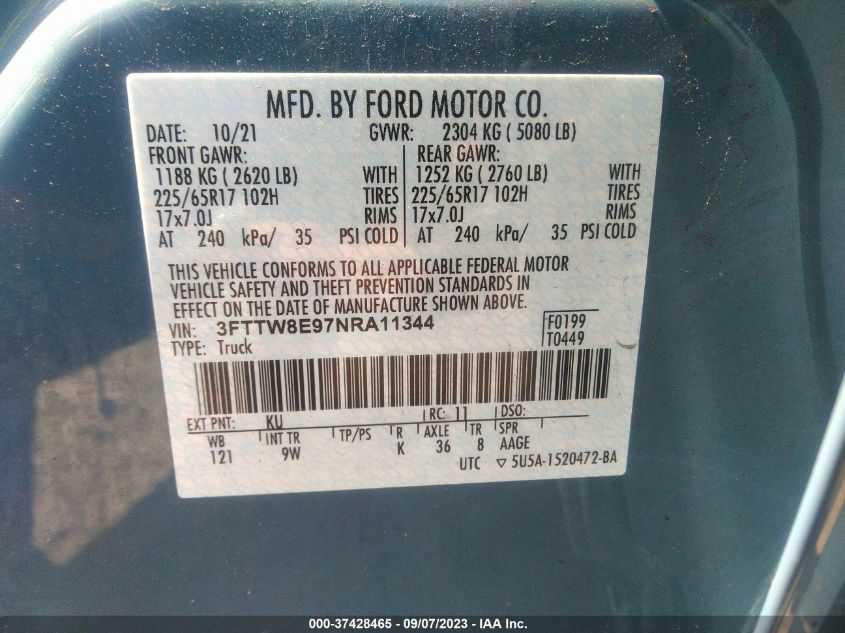 MFD. BY FORD MOTOR CO.
DATE: 10/21 GVWR: 2304 KG ( 5080 LB)
FRONT GAWR: REAR GAWR:
1188 KG ( 2620 LB) WITH 1252 KG ( 2760 LB) WITH
225/65R17 102H TIRES 225/65R17 102H TIRES
17x7.0J RIMS 17x7.0J RIMS
AT 240 kPa/ 35 PSI COLD AT 240 kPa/ 35 PSI COLD
THIS VEHICLE CONFORMS TO ALL APPLICABLE FEDERAL MOTOR
VEHICLE SAFETY AND THEFT PREVENTION STANDARDS IN
EFFECT ON THE DATE OF MANUFACTURE SHOWN ABOVE.
VIN: 3FTTW8E97NRA11344 F0199
TYPE: Truck T0449
EXT PNT: KU RC: 11 DSO:
WB INT TR TP/PS R AXLE TR SPR
121 9W K 36 8 AAGE
UTC ▽ 5U5A-1520472-BA
000-37428465 - 09/07/2023 - IAA Inc.